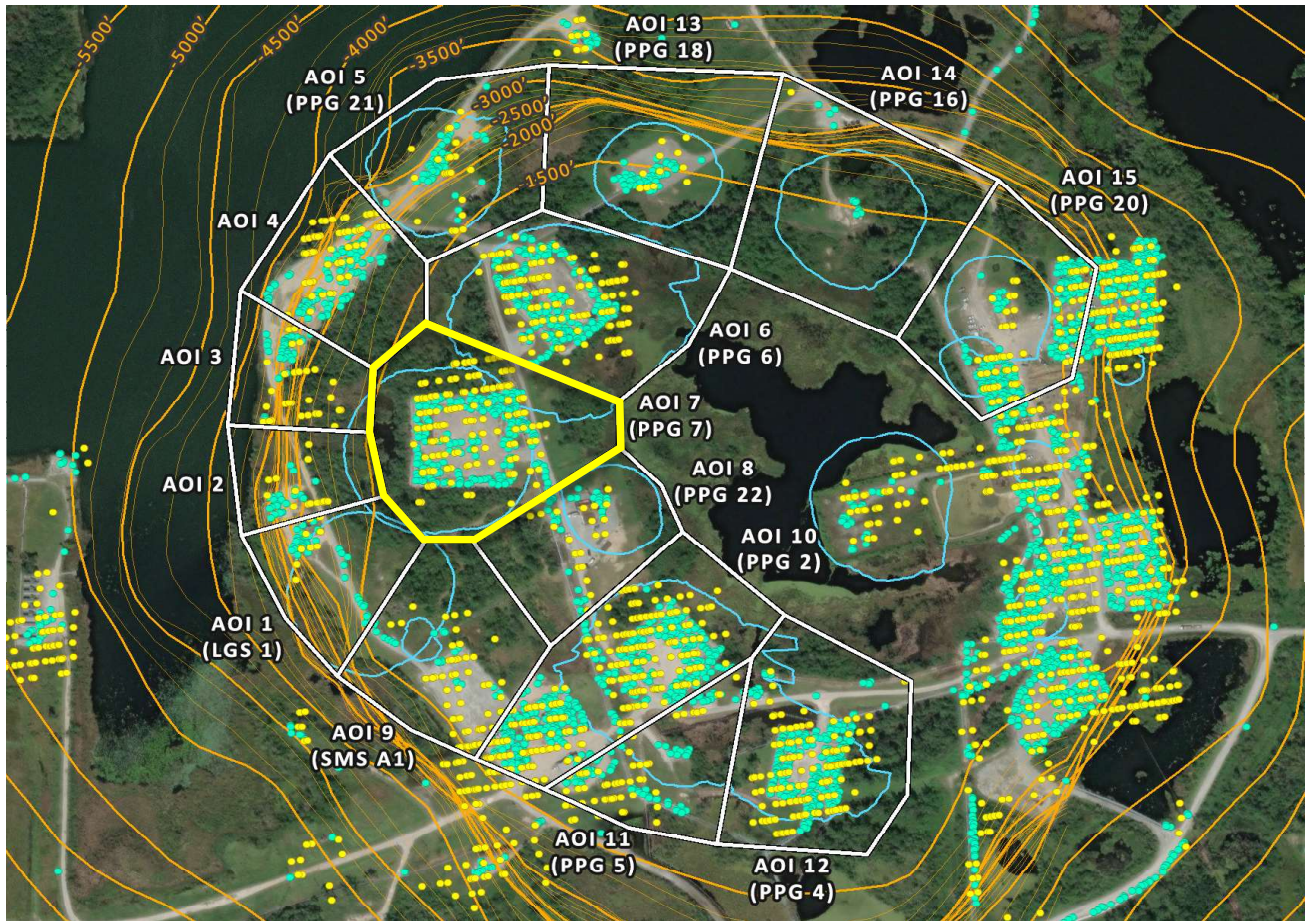 -5500'
-5000'
-4500'
-4000'
-3500'
-3000'
-2500'
-2000'
-1500'
AOI 13
(PPG 18)
AOI 5
(PPG 21)
AOI 14
(PPG 16)
AOI 15
(PPG 20)
AOI 4
AOI 3
AOI 6
(PPG 6)
AOI 7
(PPG 7)
AOI 2
AOI 8
(PPG 22)
AOI 10
(PPG 2)
AOI 1
(LGS 1)
AOI 9
(SMS A1)
AOI 11
(PPG 5)
AOI 12
(PPG 4)